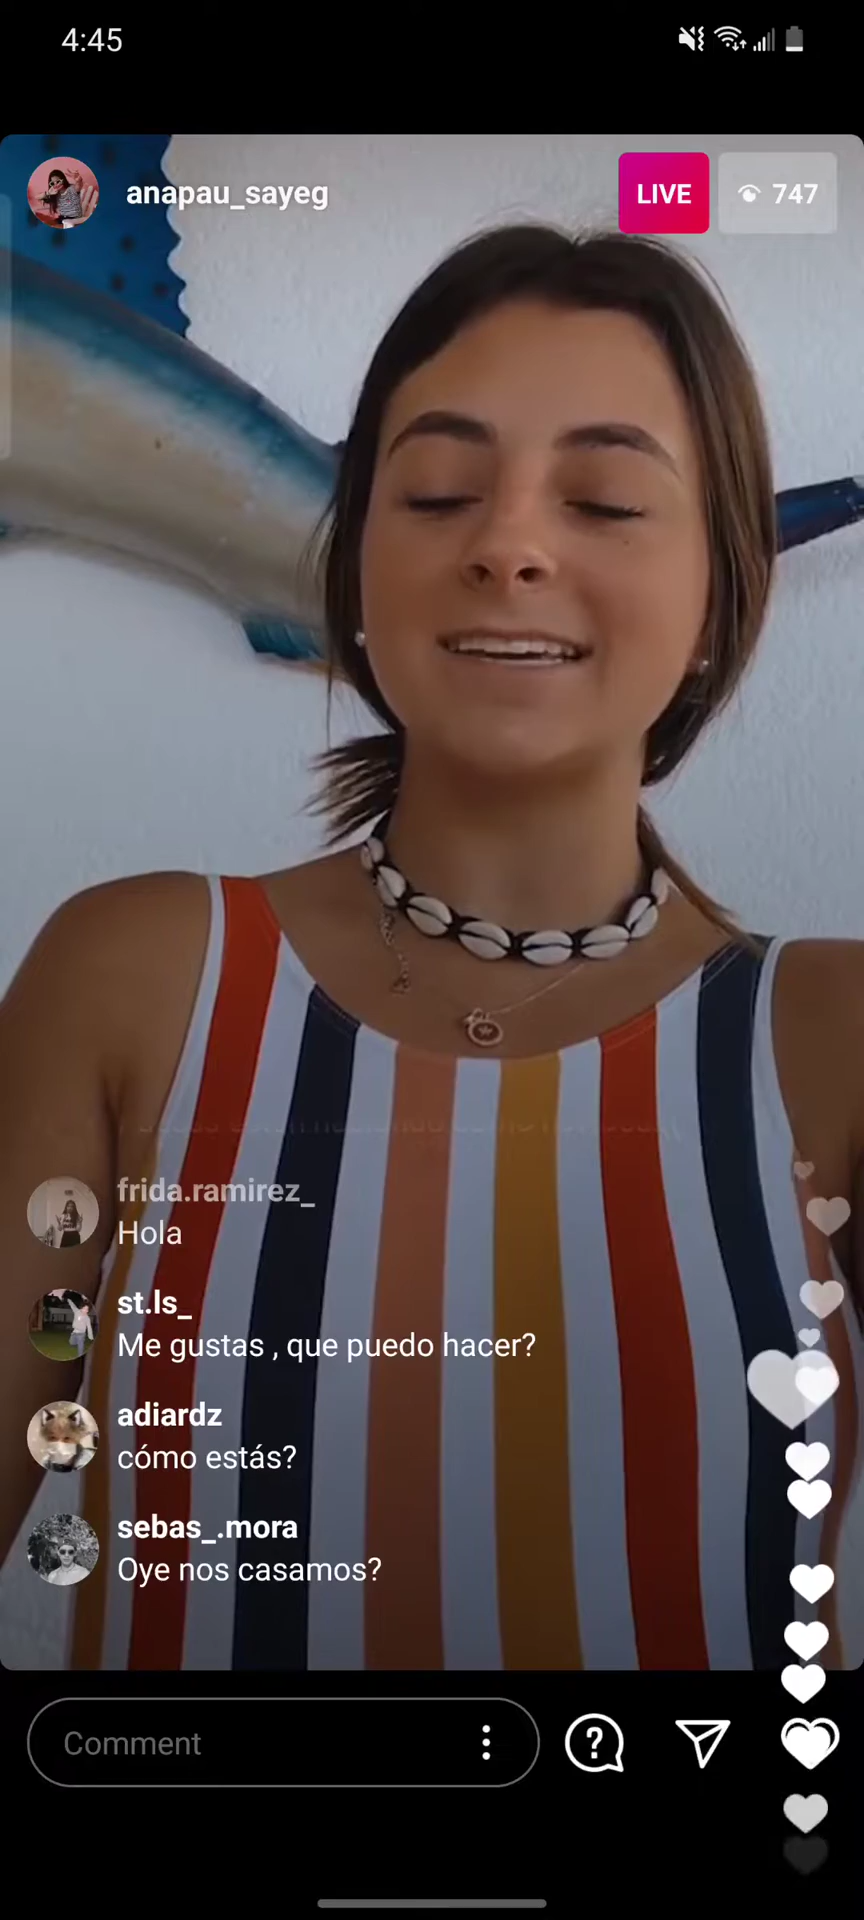 4:45
anapau_sayeg
LIVE
747
frida.ramirez_
Hola
st.ls_
Me gustas , que puedo hacer?
adiardz
cómo estás?
sebas_.mora
Oye nos casamos?
Comment